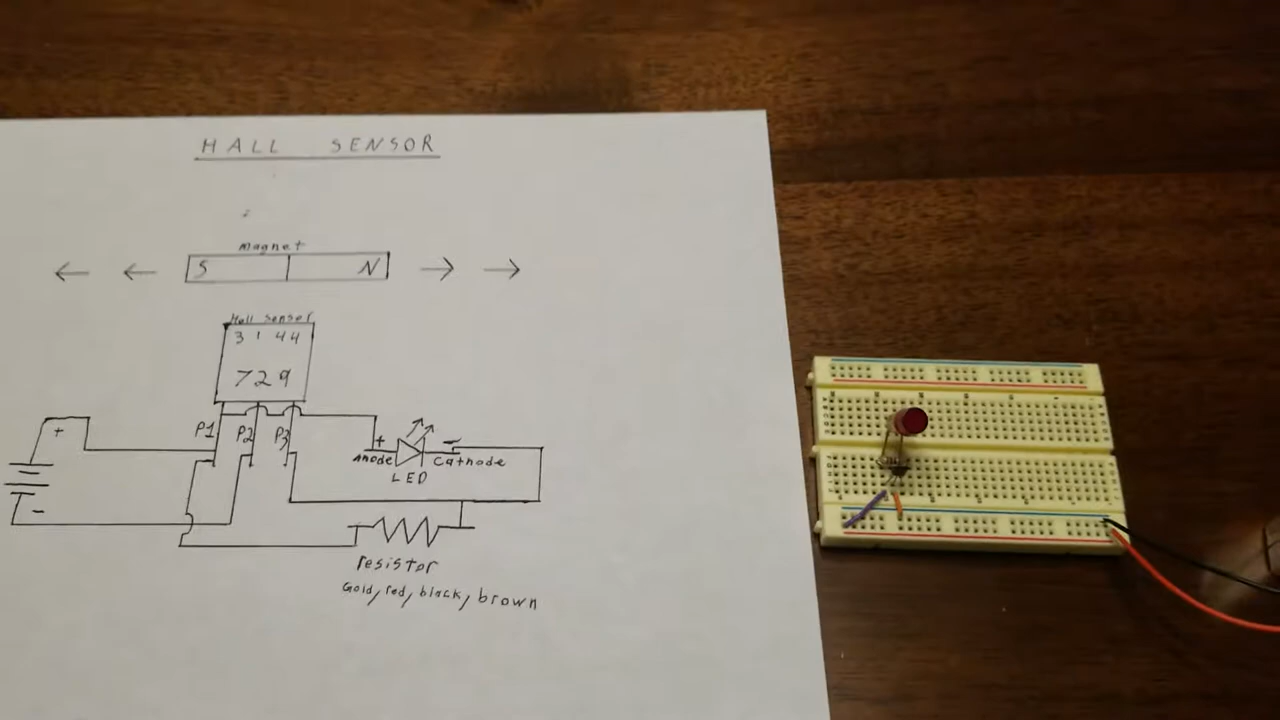 HALL SENSOR
magnet
S N
Hall sensor
3144
729
+
P1 P2 P3
+ -
Anode Cathode
LED
-
resistor
Gold, red, black, brown